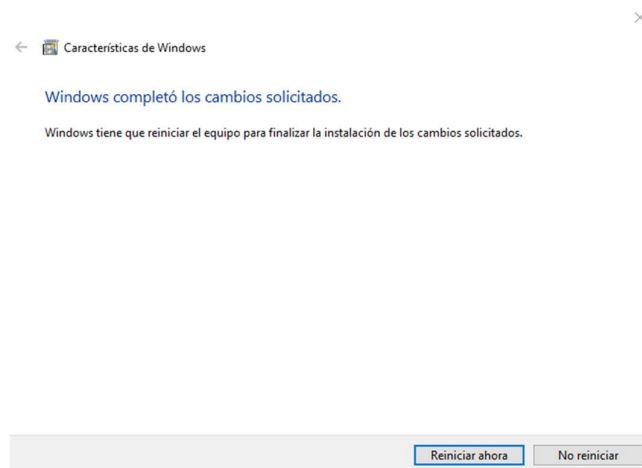 Características de Windows
Windows completó los cambios solicitados.
Windows tiene que reiniciar el equipo para finalizar la instalación de los cambios solicitados.
Reiniciar ahora
No reiniciar